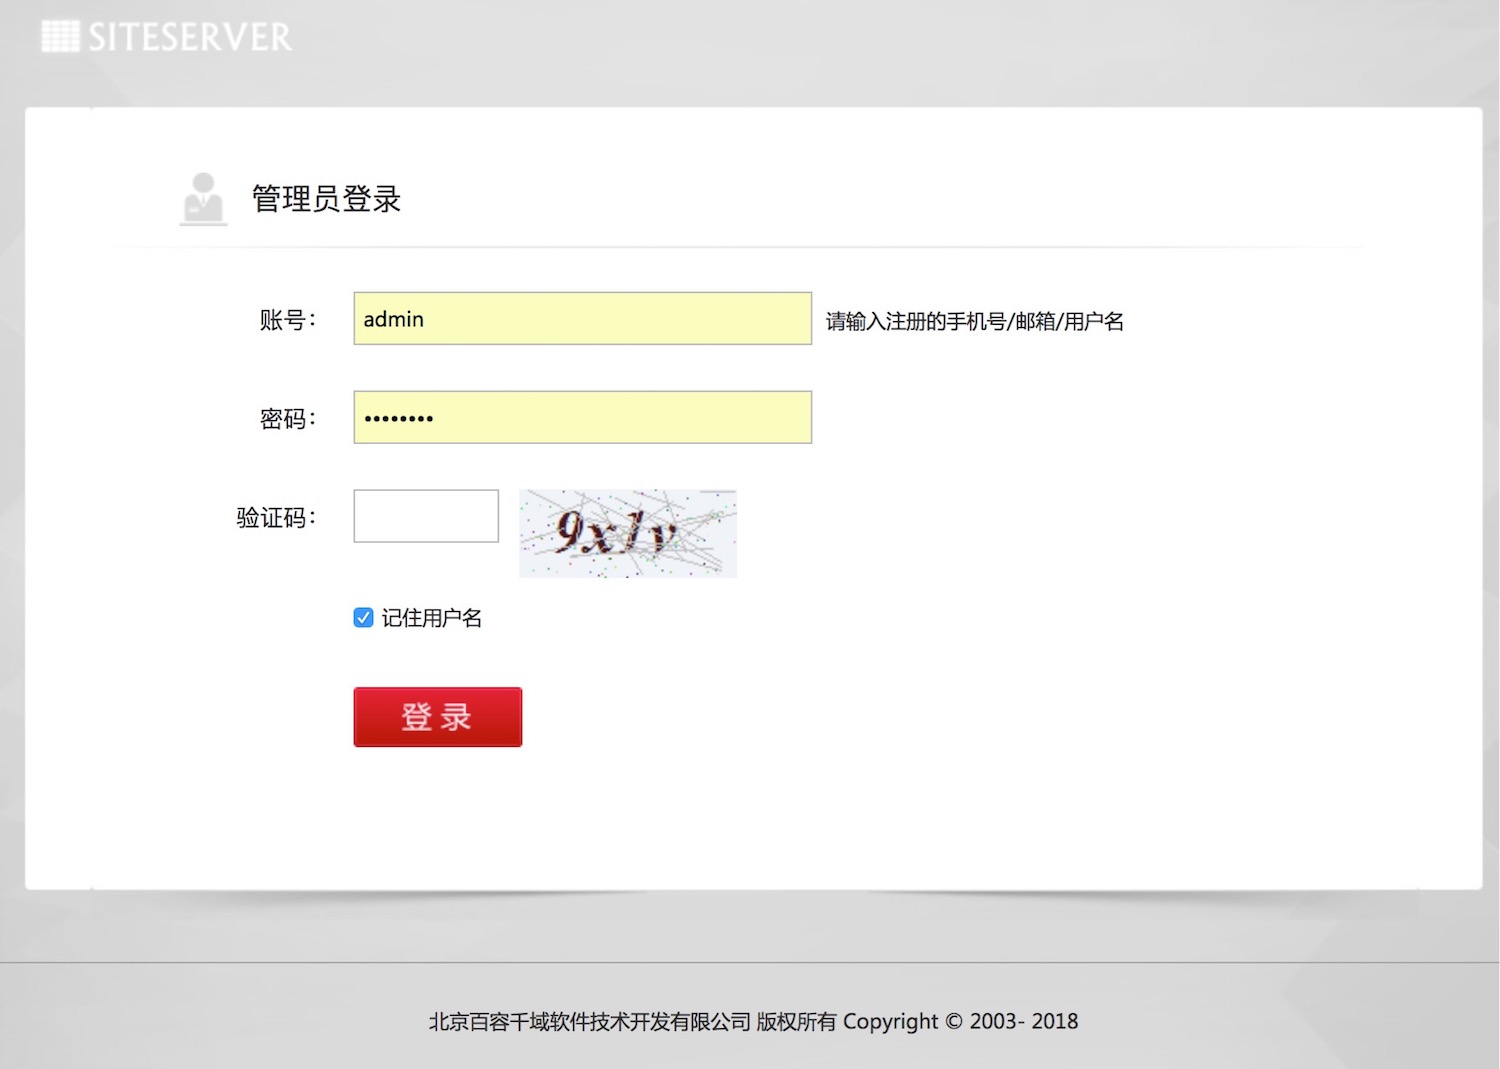 SITESERVER
管理员登录
账号：
admin
请输入注册的手机号/邮箱/用户名
密码：
••••••••
验证码：
9x1v
记住用户名
登 录
北京百容千域软件技术开发有限公司 版权所有 Copyright © 2003- 2018